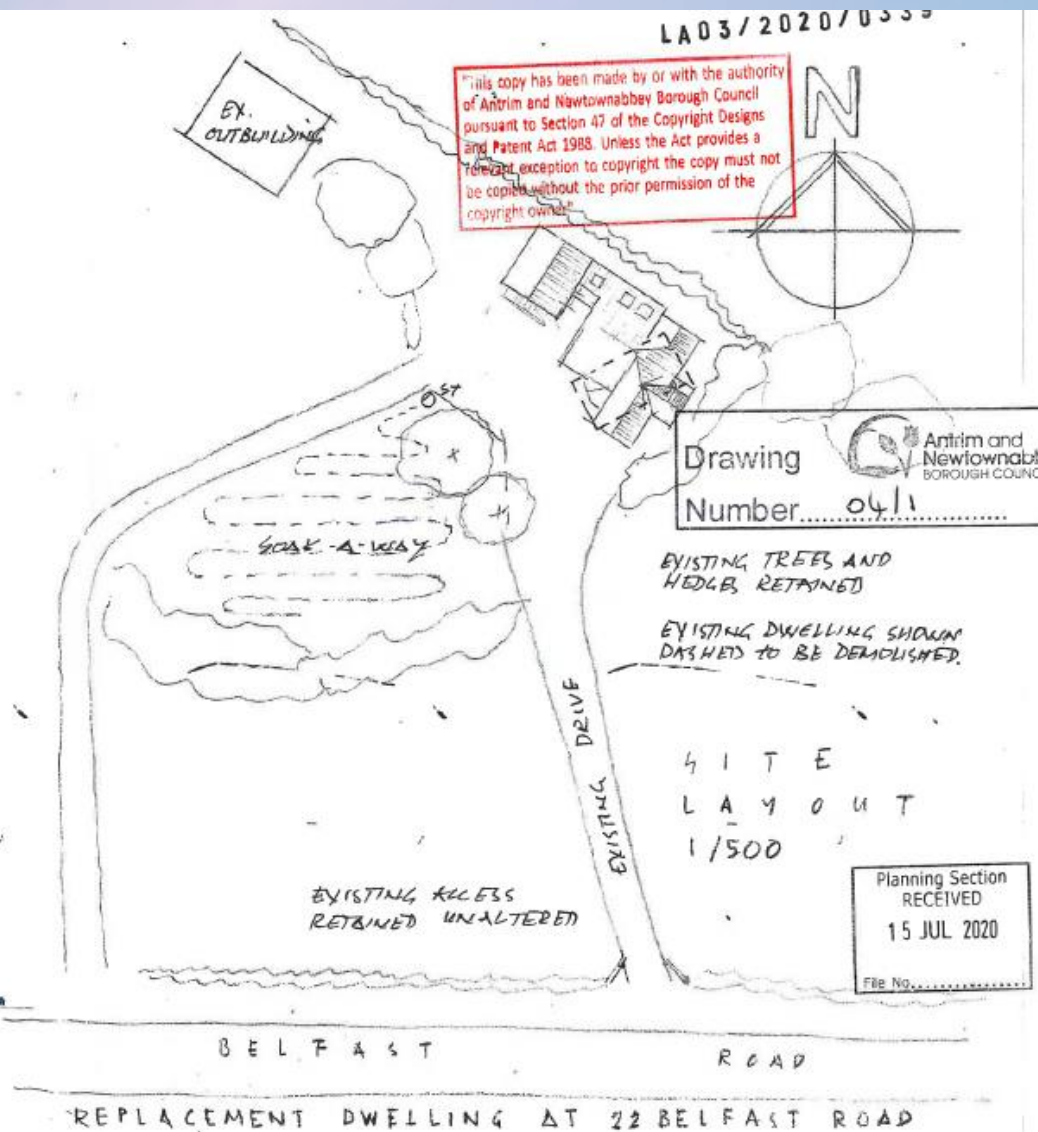 LA03/2020/0339
"This copy has been made by or with the authority
of Antrim and Newtownabbey Borough Council
pursuant to Section 47 of the Copyright Designs
and Patent Act 1988. Unless the Act provides a
relevant exception to copyright the copy must not
be copied without the prior permission of the
copyright owner"
N
EX.
OUTBUILDING
ST
SOAK-A-WAY
Drawing
Number
04/1
Antrim and
BOROUGH
EXISTING TREES AND
HEDGES RETAINED
EXISTING DWELLING SHOWN
DASHED TO BE DEMOLISHED.
EXISTING DRIVE
SITE
LAYOUT
1/500
EXISTING ACCESS
RETAINED UNALTERED
Planning Section
RECEIVED
15 JUL 2020
File No.
BELFAST ROAD
REPLACEMENT DWELLING AT 22 BELFAST ROAD